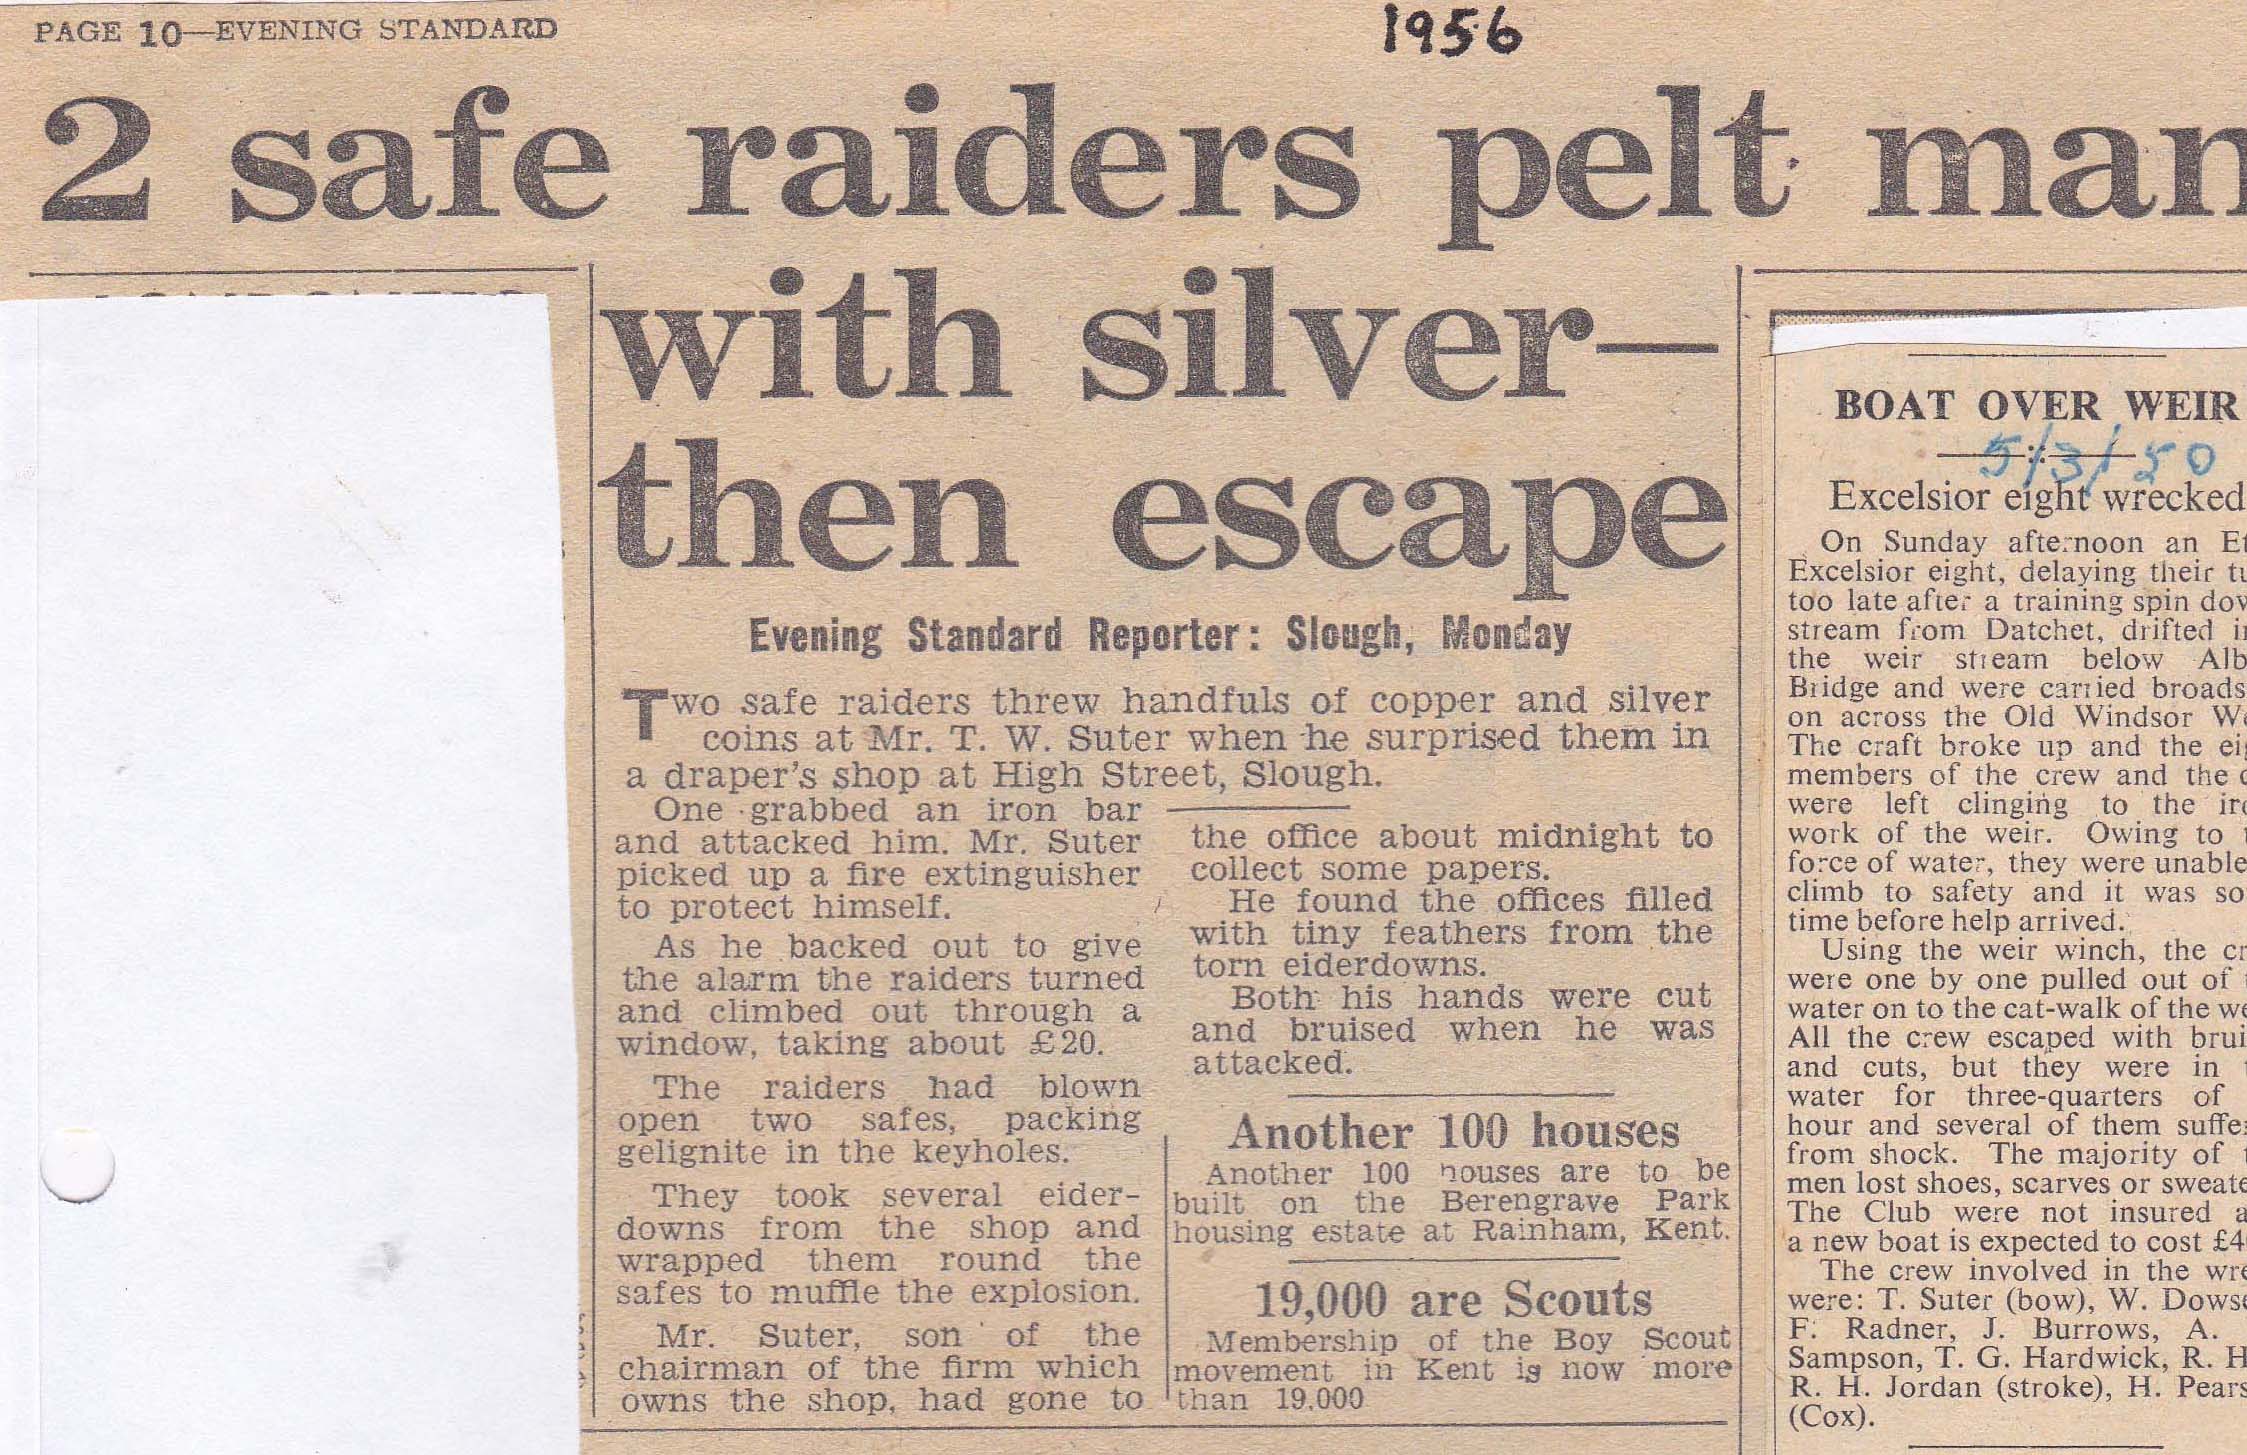 PAGE 10—EVENING STANDARD
1956
2 safe raiders pelt man
with silver—
then escape
Evening Standard Reporter: Slough, Monday
Two safe raiders threw handfuls of copper and silver
coins at Mr. T. W. Suter when he surprised them in
a draper's shop at High Street, Slough.
One grabbed an iron bar
and attacked him. Mr. Suter
picked up a fire extinguisher
to protect himself.
As he backed out to give
the alarm the raiders turned
and climbed out through a
window, taking about £20.
The raiders had blown
open two safes, packing
gelignite in the keyholes.
They took several eider-
downs from the shop and
wrapped them round the
safes to muffle the explosion.
Mr. Suter, son of the
chairman of the firm which
owns the shop, had gone to
the office about midnight to
collect some papers.
He found the offices filled
with tiny feathers from the
torn eiderdowns.
Both his hands were cut
and bruised when he was
attacked.
Another 100 houses
Another 100 houses are to be
built on the Berengrave Park
housing estate at Rainham, Kent.
19,000 are Scouts
Membership of the Boy Scout
movement in Kent is now more
than 19,000
BOAT OVER WEIR
5/3/50
Excelsior eight wrecked
On Sunday afternoon an
Excelsior eight, delaying their
too late after a training spin
stream from Datchet, drifted
the weir stream below
Bridge and were carried
on across the Old Windsor
The craft broke up and the
members of the crew and the
were left clinging to the
work of the weir. Owing to
force of water, they were unable
climb to safety and it was
time before help arrived.
Using the weir winch, the
were one by one pulled out of
water on to the cat-walk of the
All the crew escaped with
and cuts, but they were in
water for three-quarters of
hour and several of them
from shock. The majority of
men lost shoes, scarves or
The Club were not insured
a new boat is expected to cost
The crew involved in the
were: T. Suter (bow), W.
F. Radner, J. Burrows, A.
Sampson, T. G. Hardwick, R.
R. H. Jordan (stroke), H.
(Cox).